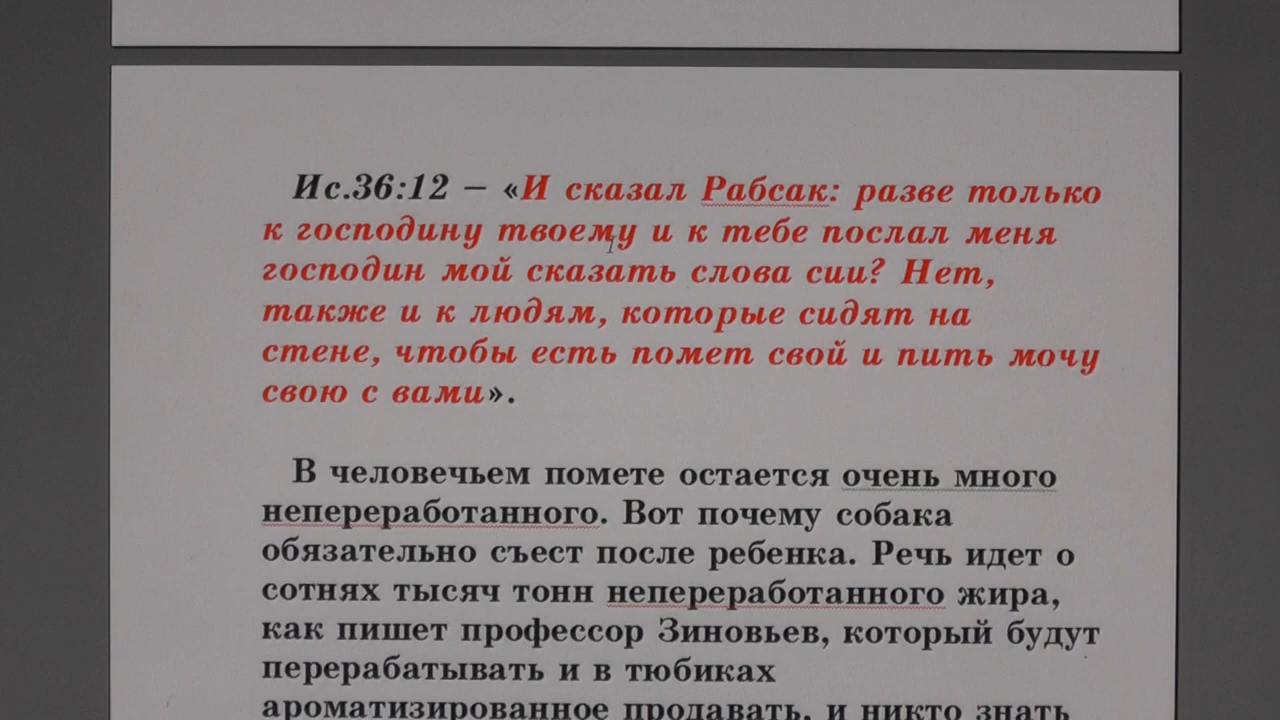 Ис.36:12 – «И сказал Рабсак: разве только
к господину твоему и к тебе послал меня
господин мой сказать слова сии? Нет,
также и к людям, которые сидят на
стене, чтобы есть помет свой и пить мочу
свою с вами».
В человечьем помете остается очень много
непереработанного. Вот почему собака
обязательно съест после ребенка. Речь идет о
сотнях тысяч тонн непереработанного жира,
как пишет профессор Зиновьев, который будут
перерабатывать и в тюбиках
ароматизированное продавать, и никто знать